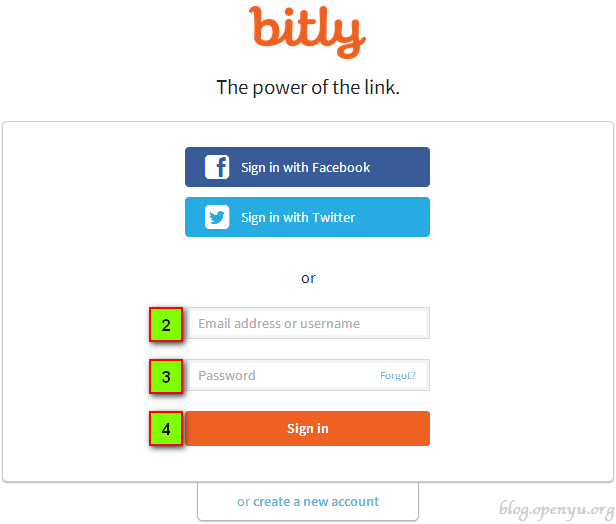 bitly
The power of the link.
Sign in with Facebook
Sign in with Twitter
or
2 Email address or username
3 Password Forgot?
4 Sign in
or create a new account
blog.openyu.org